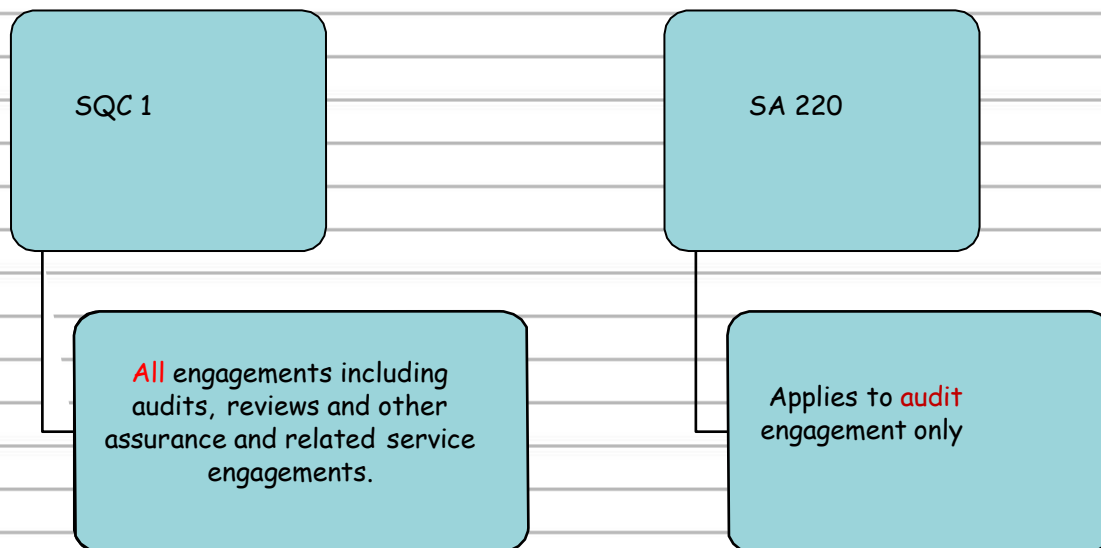 SQC 1
SA 220
All engagements including
audits, reviews and other
assurance and related service
engagements.
Applies to audit
engagement only